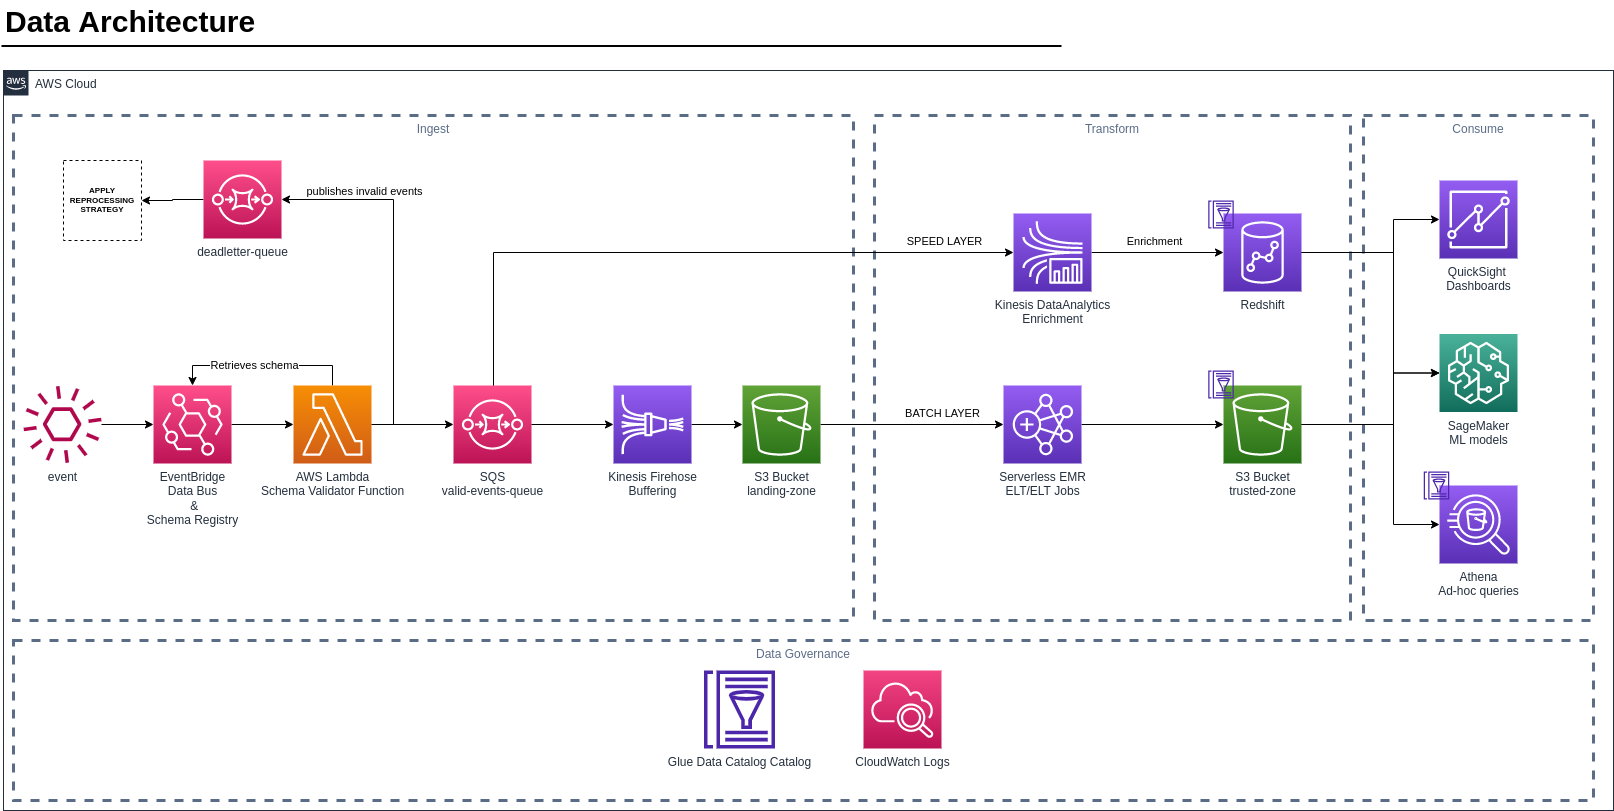 Data Architecture
aws
AWS Cloud
Ingest
Transform
Consume
APPLY
REPROCESSING
STRATEGY
publishes invalid events
deadletter-queue
SPEED LAYER
Enrichment
Kinesis DataAnalytics
Enrichment
Redshift
QuickSight
Dashboards
Retrieves schema
BATCH LAYER
event
EventBridge
Data Bus
&
Schema Registry
AWS Lambda
Schema Validator Function
SQS
valid-events-queue
Kinesis Firehose
Buffering
S3 Bucket
landing-zone
Serverless EMR
ELT/ELT Jobs
S3 Bucket
trusted-zone
SageMaker
ML models
Athena
Ad-hoc queries
Data Governance
Glue Data Catalog Catalog
CloudWatch Logs